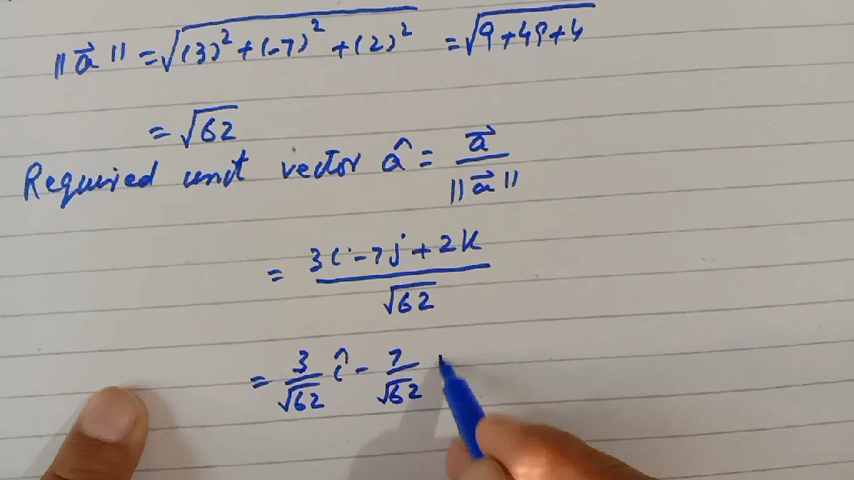 ||a⃗|| = √((3)² + (-7)² + (2)²) = √(9+49+4)
= √62
Required unit vector â = a⃗ / ||a⃗||
= (3i - 7j + 2k) / √62
= 3/√62 î - 7/√62